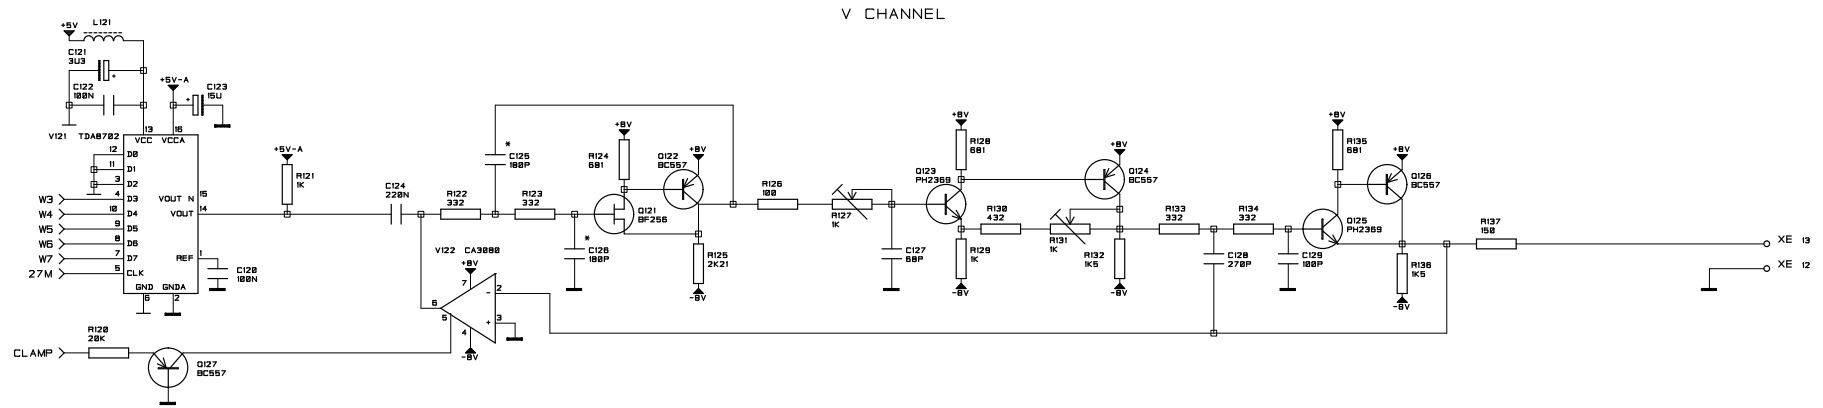 V CHANNEL
+5V
L121
C121
3U3
+
C122
100N
+5V-A
C123
15U
+
V121 TDA8702
13
16
VCC VCCA
12 D0
11 D1
3 D2
W3 4 D3
W4 10 D4
W5 9 D5
W6 8 D6
W7 7 D7
27M 5 CLK
VOUT N 15
VOUT 14
REF 1
C120
100N
GND GNDA
6 2
CLAMP
R120
20K
Q127
BC557
+5V-A
R121
1K
C124
220N
R122
332
R123
332
*
C125
180P
*
C126
180P
+8V
R124
681
Q121
BF256
Q122
BC557
+8V
R125
2K21
-8V
V122 CA3080
+8V
7
2
-
6
5
+
3
4
-8V
R126
100
R127
1K
C127
68P
+8V
R128
681
Q123
PH2369
R129
1K
-8V
R130
432
R131
1K
+8V
Q124
BC557
R132
1K5
-8V
R133
332
R134
332
C128
270P
C129
100P
+8V
R135
681
Q125
PH2369
+8V
Q126
BC557
R136
1K5
-8V
R137
150
XE 13
XE 12